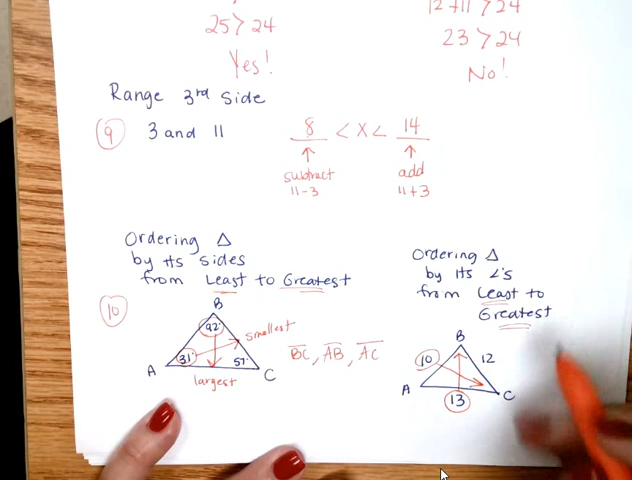 25 > 24
Yes!
12 + 11 > 24
23 > 24
No!
Range 3rd Side
9
3 and 11
8 < X < 14
subtract
11-3
add
11+3
Ordering △
by its sides
from Least to Greatest
10
B
92°
31°
57°
A
C
smallest
largest
BC, AB, AC
Ordering △
by its ∠'s
from Least to
Greatest
B
10
12
A
C
13